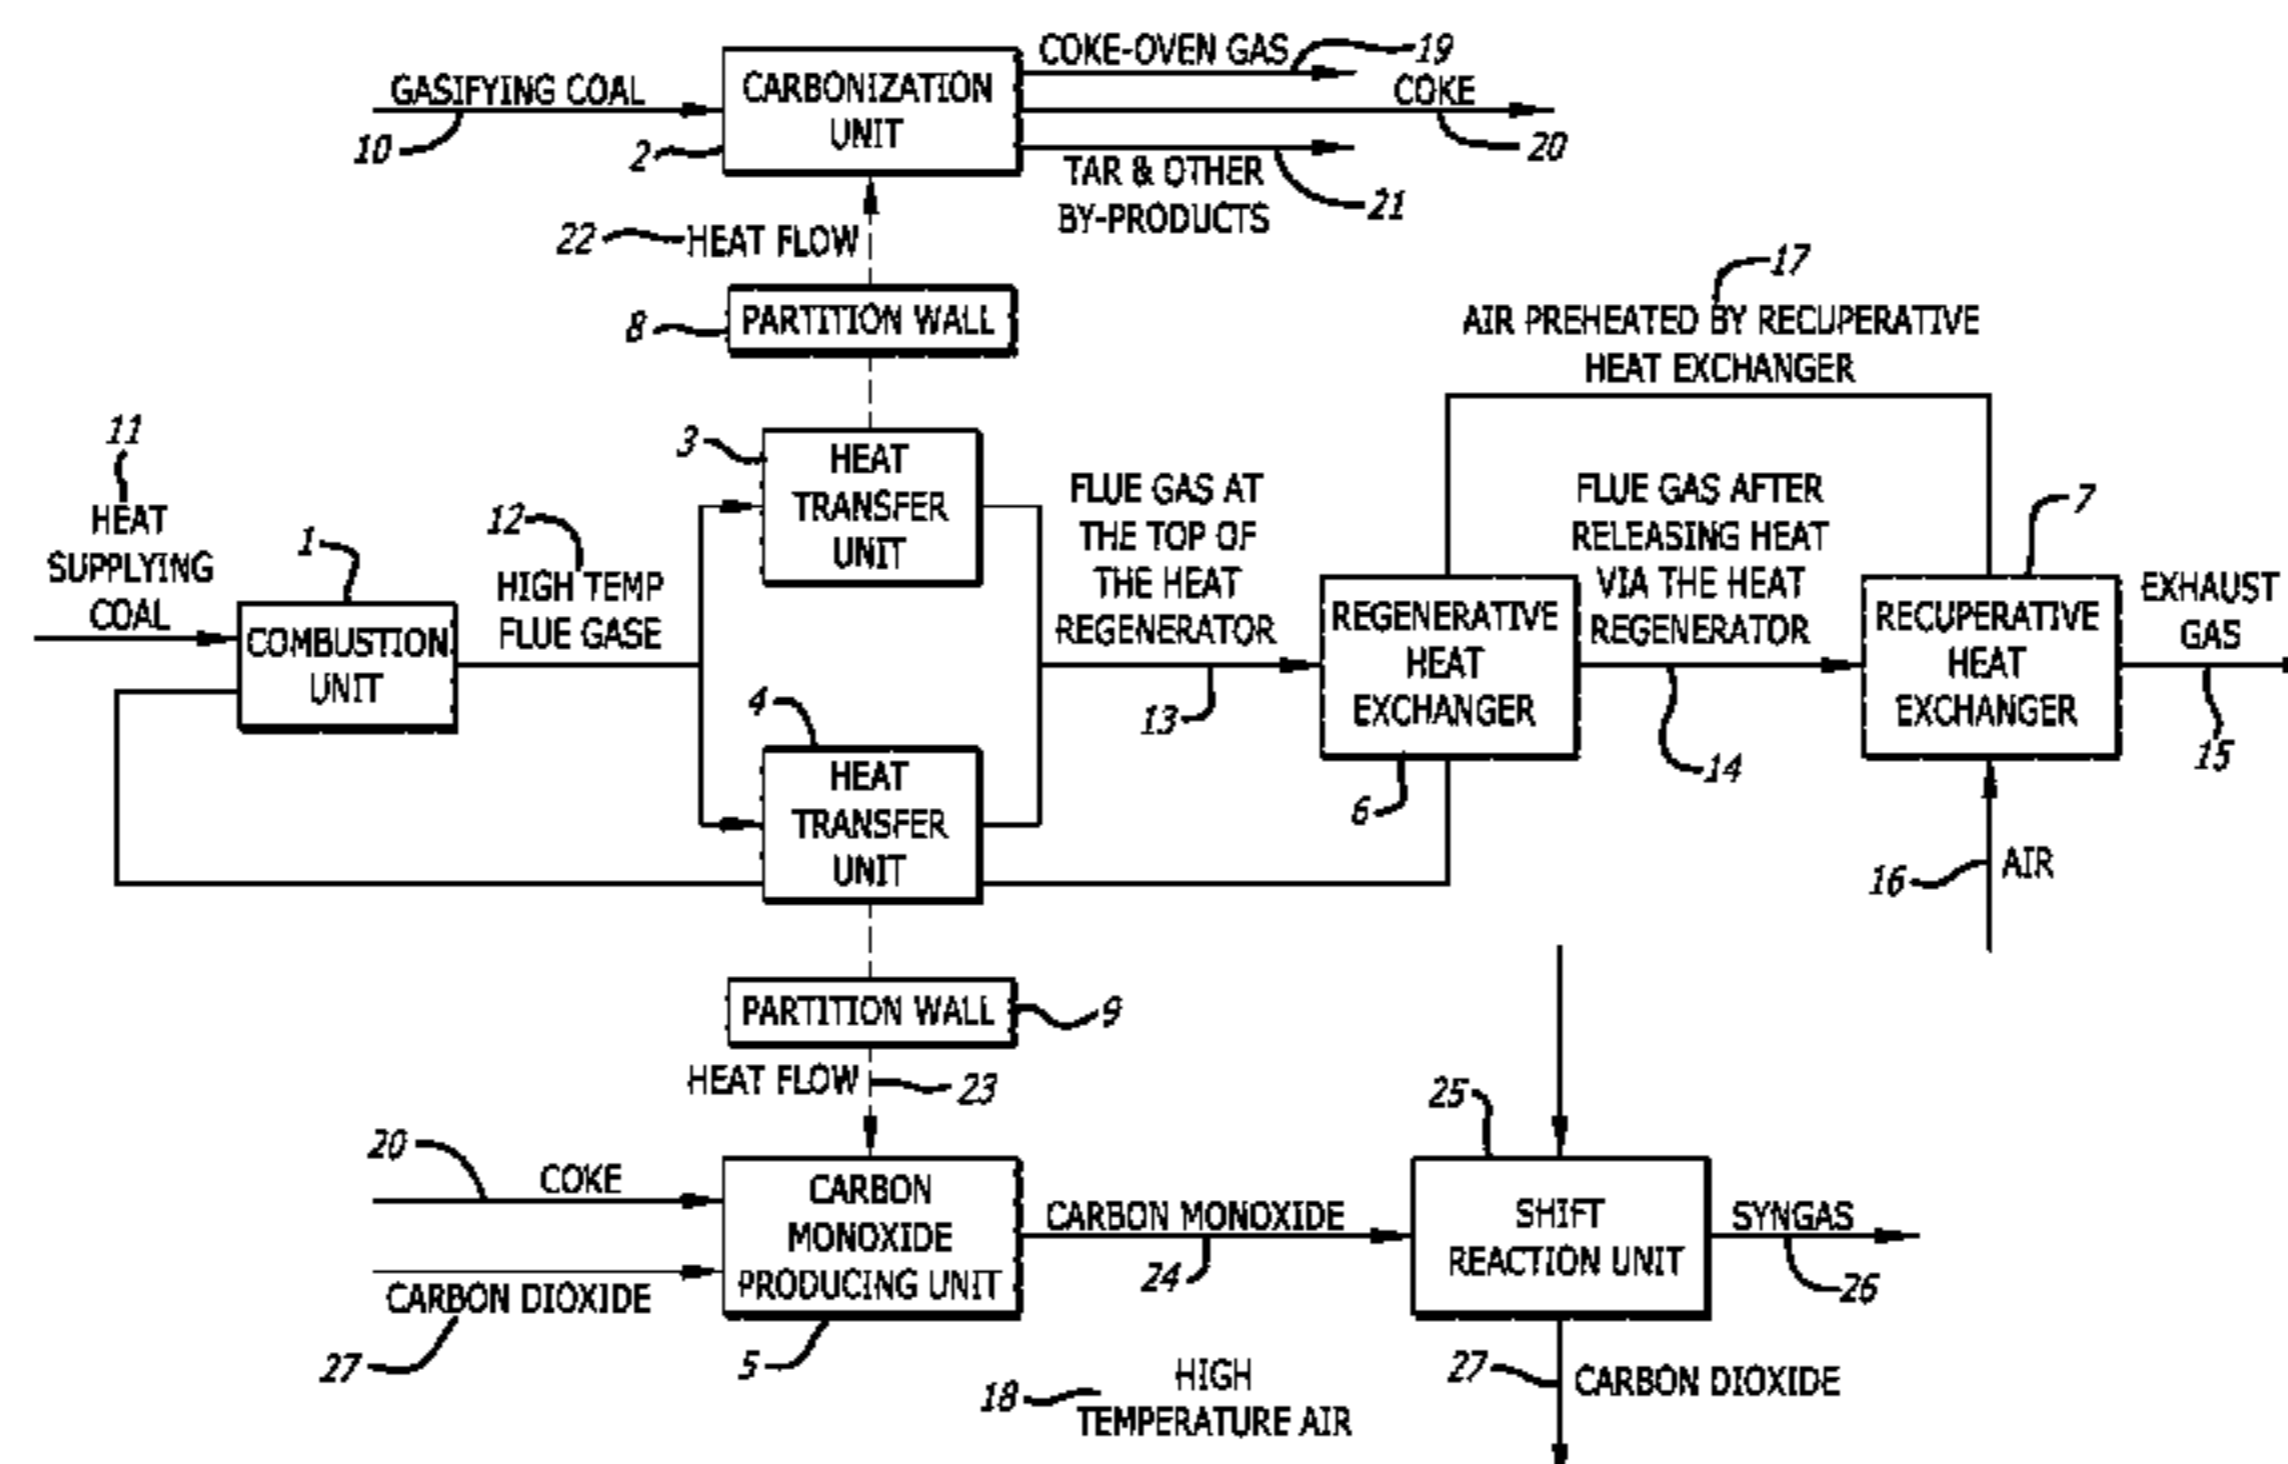 COKE-OVEN GAS
19
GASIFYING COAL
10
CARBONIZATION
UNIT
2
COKE
20
TAR & OTHER
BY-PRODUCTS
21
22
HEAT FLOW
8
PARTITION WALL
17
AIR PREHEATED BY RECUPERATIVE
HEAT EXCHANGER
11
HEAT
SUPPLYING
COAL
1
COMBUSTION
UNIT
12
HIGH TEMP
FLUE GASE
3
HEAT
TRANSFER
UNIT
4
HEAT
TRANSFER
UNIT
FLUE GAS AT
THE TOP OF
THE HEAT
REGENERATOR
13
REGENERATIVE
HEAT
EXCHANGER
6
FLUE GAS AFTER
RELEASING HEAT
VIA THE HEAT
REGENERATOR
14
7
RECUPERATIVE
HEAT
EXCHANGER
EXHAUST
GAS
15
16
AIR
PARTITION WALL
9
HEAT FLOW
23
20
COKE
CARBON DIOXIDE
27
CARBON
MONOXIDE
PRODUCING UNIT
5
CARBON MONOXIDE
24
25
SHIFT
REACTION UNIT
SYNGAS
26
27
CARBON DIOXIDE
18
HIGH
TEMPERATURE AIR